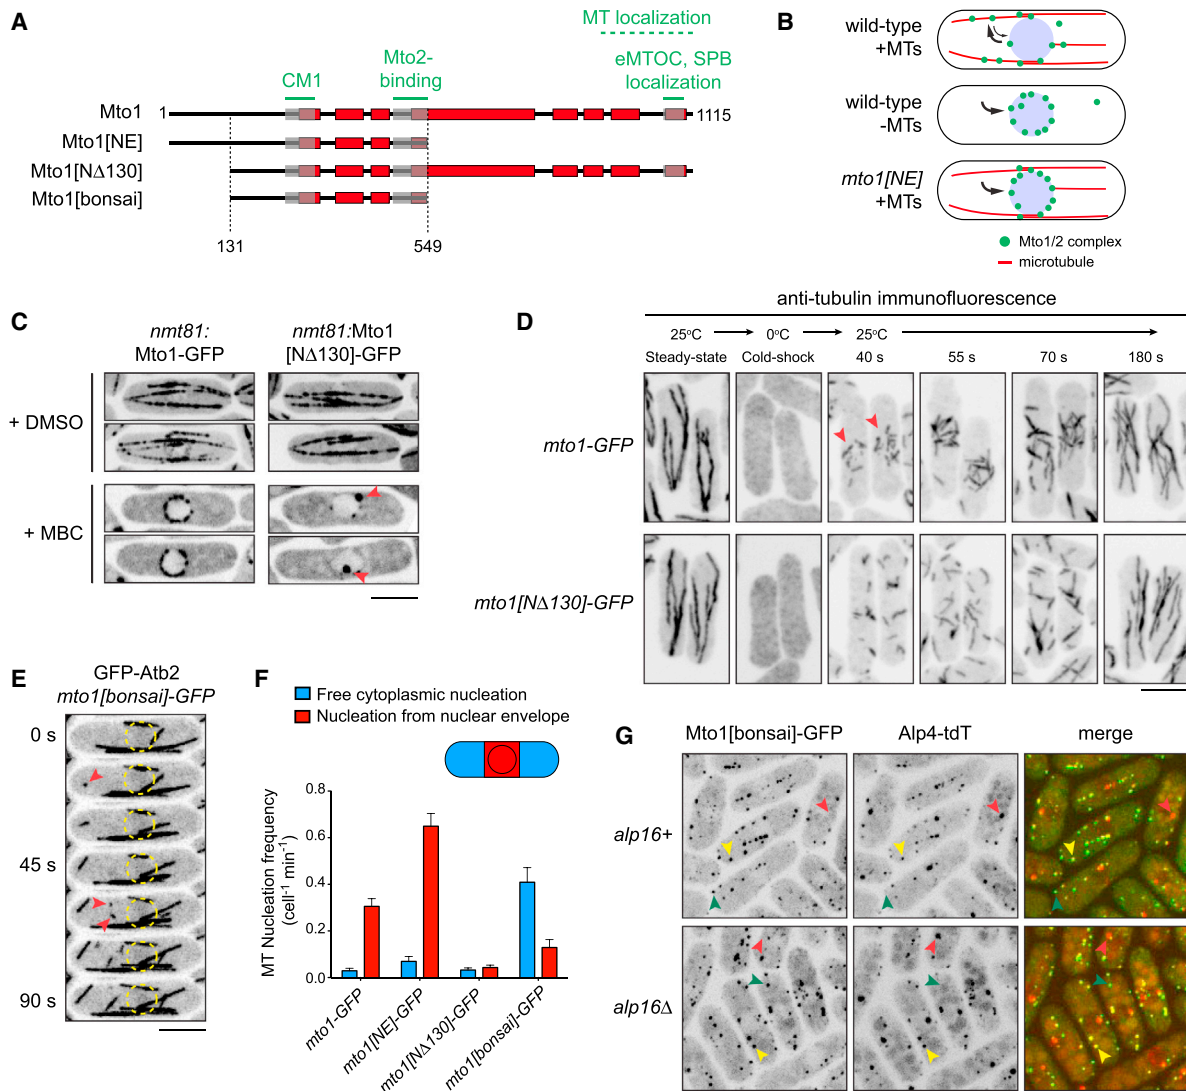 A
MT localization
Mto2-
binding
eMTOC, SPB
localization
CM1
Mto1
1
1115
Mto1[NE]
Mto1[NΔ130]
Mto1[bonsai]
131
549
B
wild-type
+MTs
wild-type
-MTs
mto1[NE]
+MTs
Mto1/2 complex
microtubule
C
nmt81:
Mto1-GFP
nmt81:Mto1
[NΔ130]-GFP
+ DMSO
+ MBC
D
anti-tubulin immunofluorescence
25°C
0°C
25°C
Steady-state
Cold-shock
40 s
55 s
70 s
180 s
mto1-GFP
mto1[NΔ130]-GFP
E
GFP-Atb2
mto1[bonsai]-GFP
0 s
45 s
90 s
F
Free cytoplasmic nucleation
Nucleation from nuclear envelope
MT Nucleation frequency
(cell-1 min-1)
0.8
0.6
0.4
0.2
0.0
mto1-GFP
mto1[NE]-GFP
mto1[NΔ130]-GFP
mto1[bonsai]-GFP
G
Mto1[bonsai]-GFP
Alp4-tdT
merge
alp16+
alp16Δ